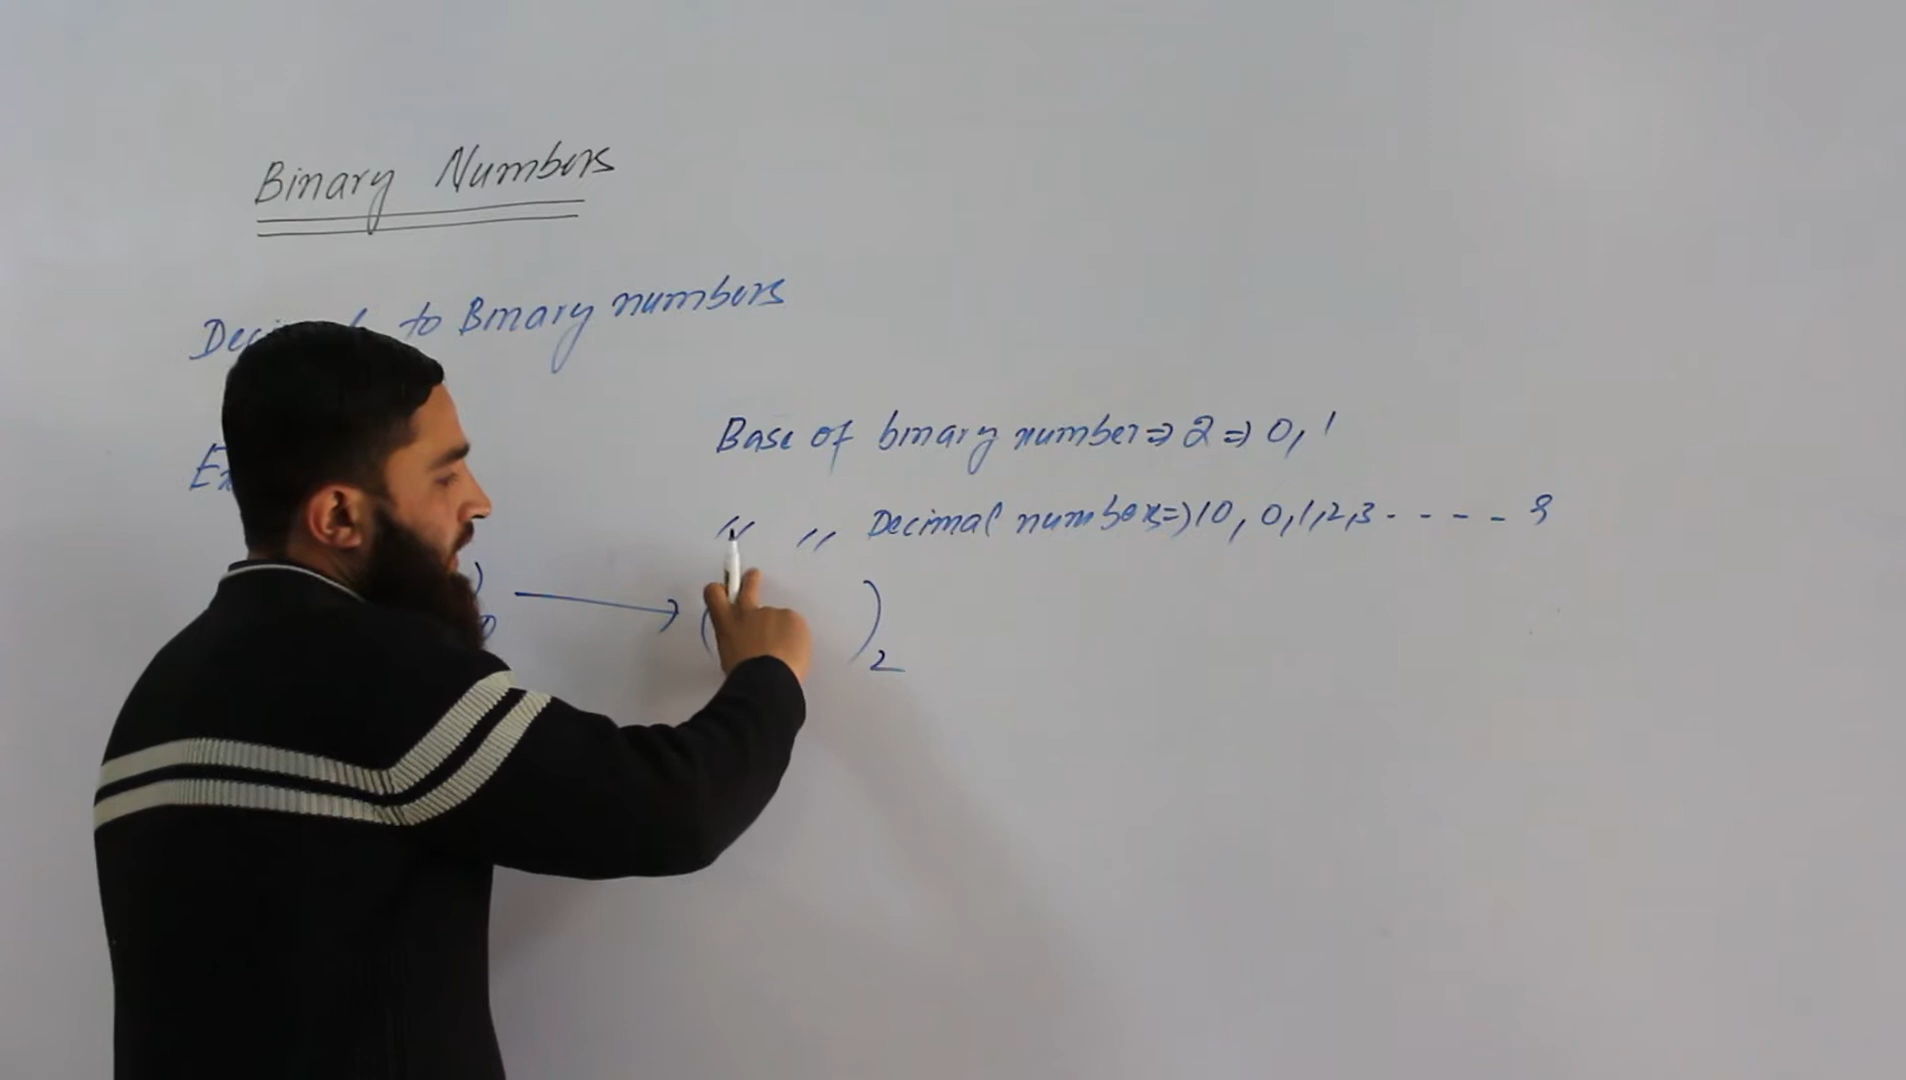 Binary Numbers
to Binary numbers
Base of binary number ⇒ 2 ⇒ 0, 1
〃 〃 Decimal numbers ⇒ 10, 0,1,2,3 - - - - 9
) → ( )2